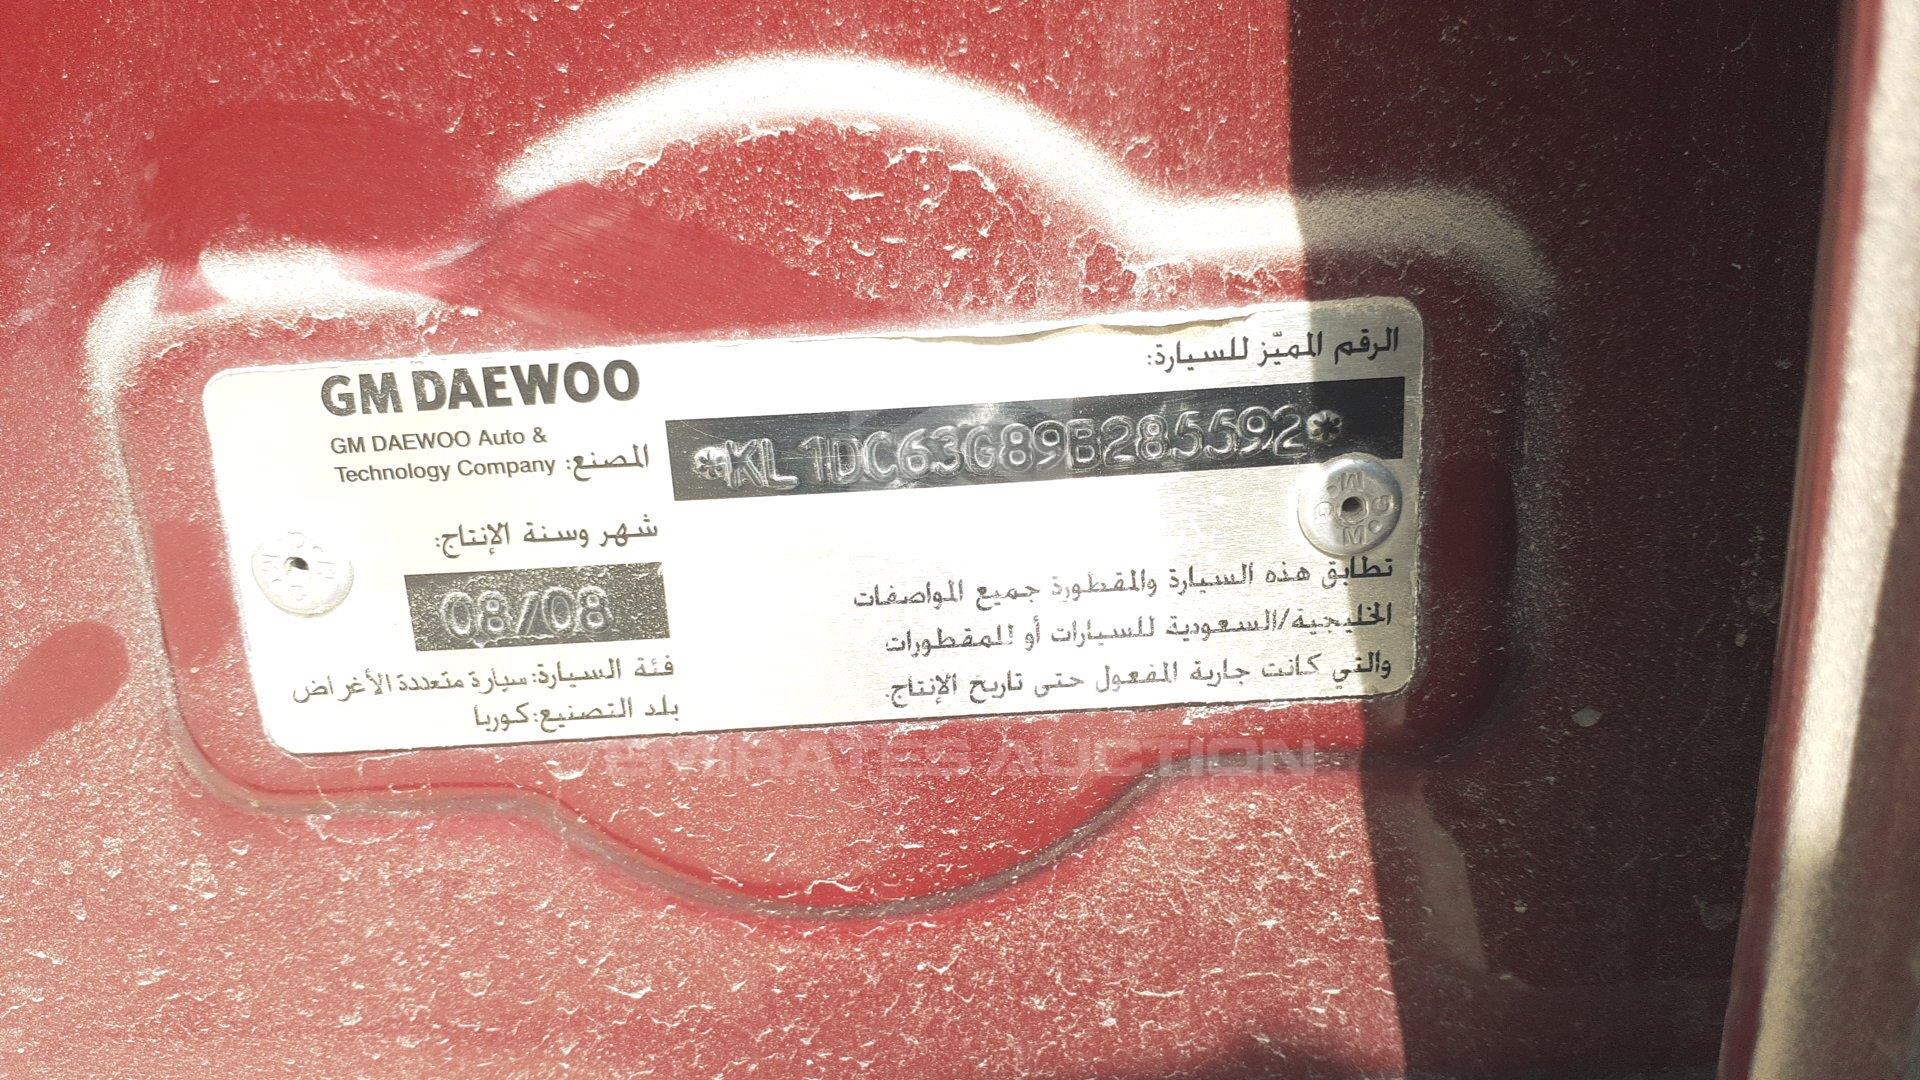 GM DAEWOO
GM DAEWOO Auto &
Technology Company المصنع:
شهر وسنة الإنتاج:
08/08
فئة السيارة: سيارة متعددة الأغراض
بلد التصنيع: كوريا
الرقم المميّز للسيارة:
*KL1DC63G89B285592*
تطابق هذه السيارة والمقطورة جميع المواصفات
الخليجية/السعودية للسيارات أو للمقطورات
والتي كانت جارية المفعول حتى تاريخ الإنتاج.
EMIRATES AUCTION